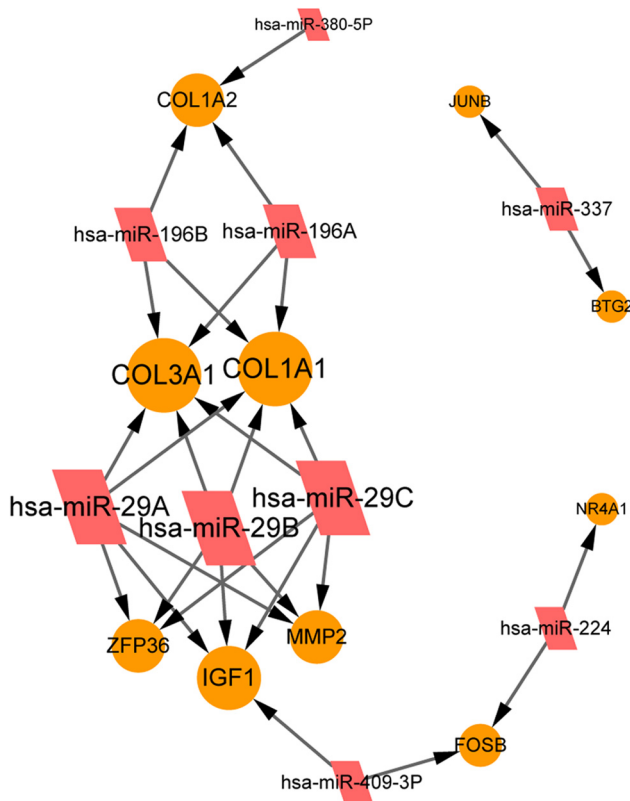 hsa-miR-380-5P
COL1A2
JUNB
hsa-miR-196B
hsa-miR-196A
hsa-miR-337
BTG2
COL3A1
COL1A1
hsa-miR-29A
hsa-miR-29B
hsa-miR-29C
NR4A1
hsa-miR-224
ZFP36
MMP2
IGF1
FOSB
hsa-miR-409-3P